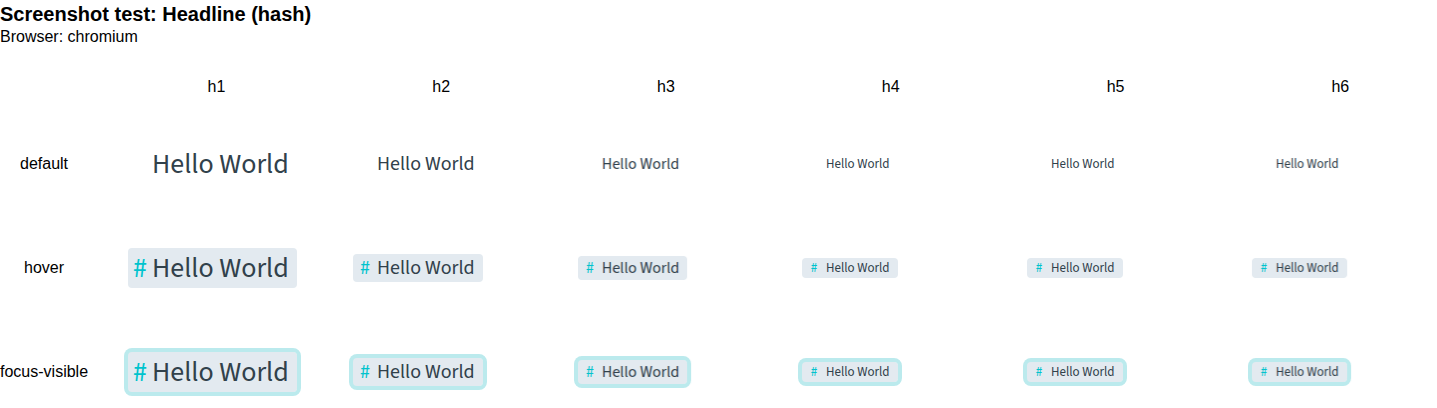 Screenshot test: Headline (hash)
Browser: chromium
h1 h2 h3 h4 h5 h6
default Hello World Hello World Hello World Hello World Hello World Hello World
hover # Hello World # Hello World # Hello World # Hello World # Hello World # Hello World
focus-visible # Hello World # Hello World # Hello World # Hello World # Hello World # Hello World